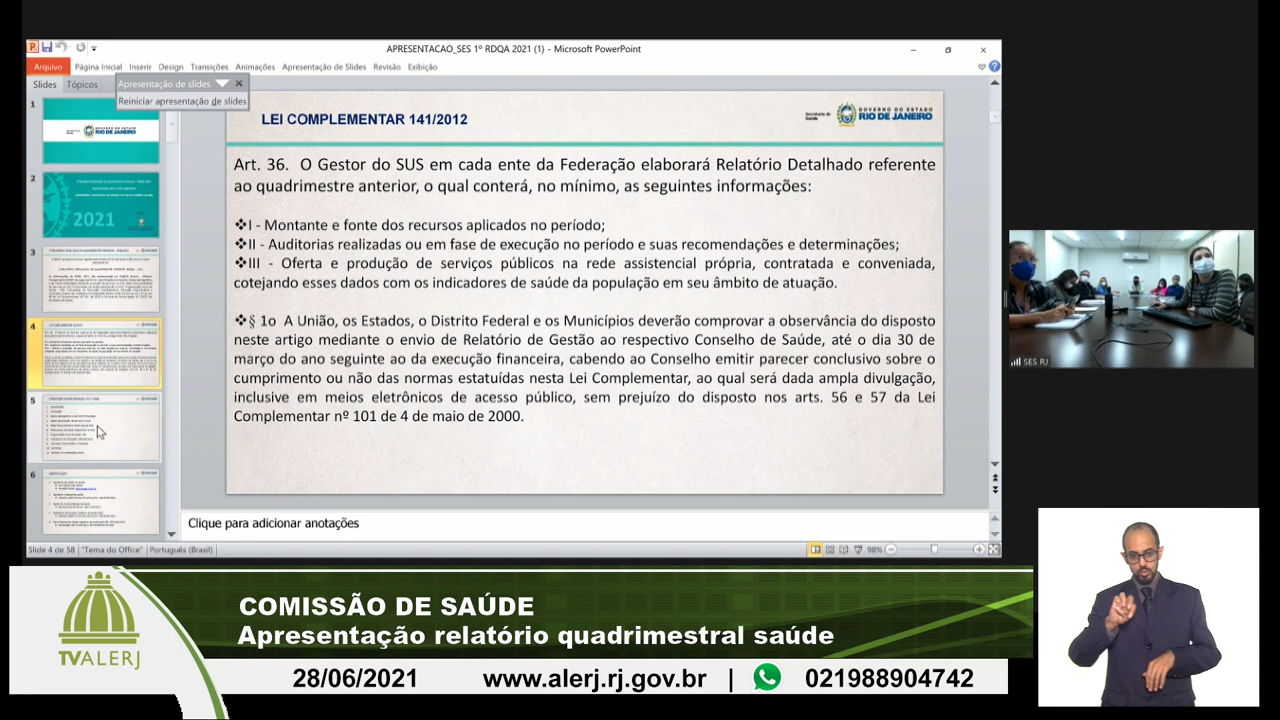 APRESENTACAO_SES 1º RDQA 2021 (1) - Microsoft PowerPoint
Arquivo Página Inicial Inserir Design Transições Animações Apresentação de Slides Revisão Exibição
Slides Tópicos
Apresentação de slides
Reiniciar apresentação de slides
1
2
2021
3
4
5
6
LEI COMPLEMENTAR 141/2012
Secretaria de
Saúde
GOVERNO DO ESTADO
RIO DE JANEIRO
Art. 36. O Gestor do SUS em cada ente da Federação elaborará Relatório Detalhado referente
ao quadrimestre anterior, o qual conterá, no mínimo, as seguintes informações:
❖I - Montante e fonte dos recursos aplicados no período;
❖II - Auditorias realizadas ou em fase de execução no período e suas recomendações e determinações;
❖III - Oferta e produção de serviços públicos na rede assistencial própria, contratada e conveniada,
cotejando esses dados com os indicadores de saúde da população em seu âmbito de atuação.
❖§ 1o A União, os Estados, o Distrito Federal e os Municípios deverão comprovar a observância do disposto
neste artigo mediante o envio de Relatório de Gestão ao respectivo Conselho de Saúde, até o dia 30 de
março do ano seguinte ao da execução financeira, cabendo ao Conselho emitir parecer conclusivo sobre o
cumprimento ou não das normas estatuídas nesta Lei Complementar, ao qual será dada ampla divulgação,
inclusive em meios eletrônicos de acesso público, sem prejuízo do disposto nos arts. 56 e 57 da Lei
Complementar nº 101 de 4 de maio de 2000.
Clique para adicionar anotações
Slide 4 de 58 "Tema do Office" Português (Brasil) 98%
SES RJ
TVALERJ
COMISSÃO DE SAÚDE
Apresentação relatório quadrimestral saúde
28/06/2021 www.alerj.rj.gov.br | 021988904742